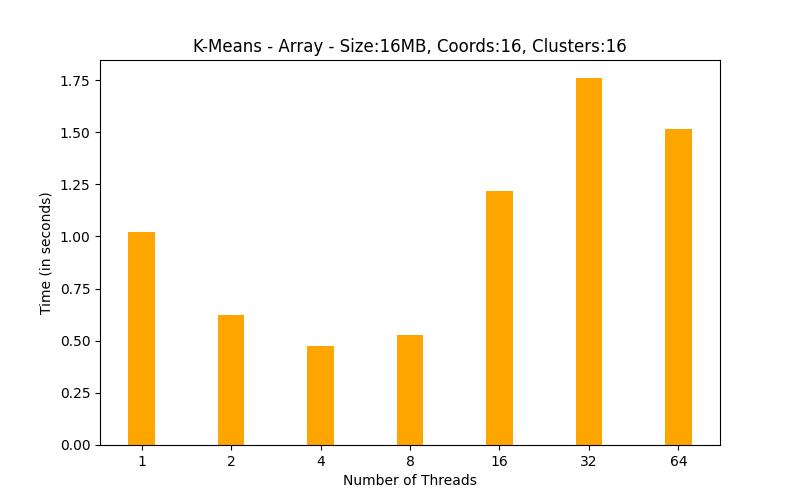 K-Means - Array - Size:16MB, Coords:16, Clusters:16
1.75
1.50
1.25
1.00
0.75
0.50
0.25
0.00
Time (in seconds)
1 2 4 8 16 32 64
Number of Threads